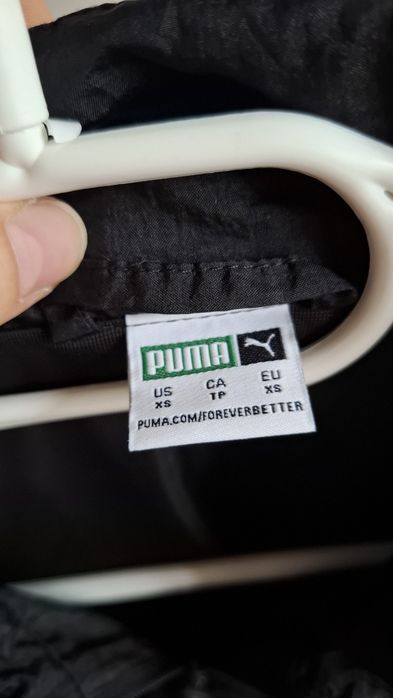 PUMA
US CA EU
XS TP XS
PUMA.COM/FOREVERBETTER